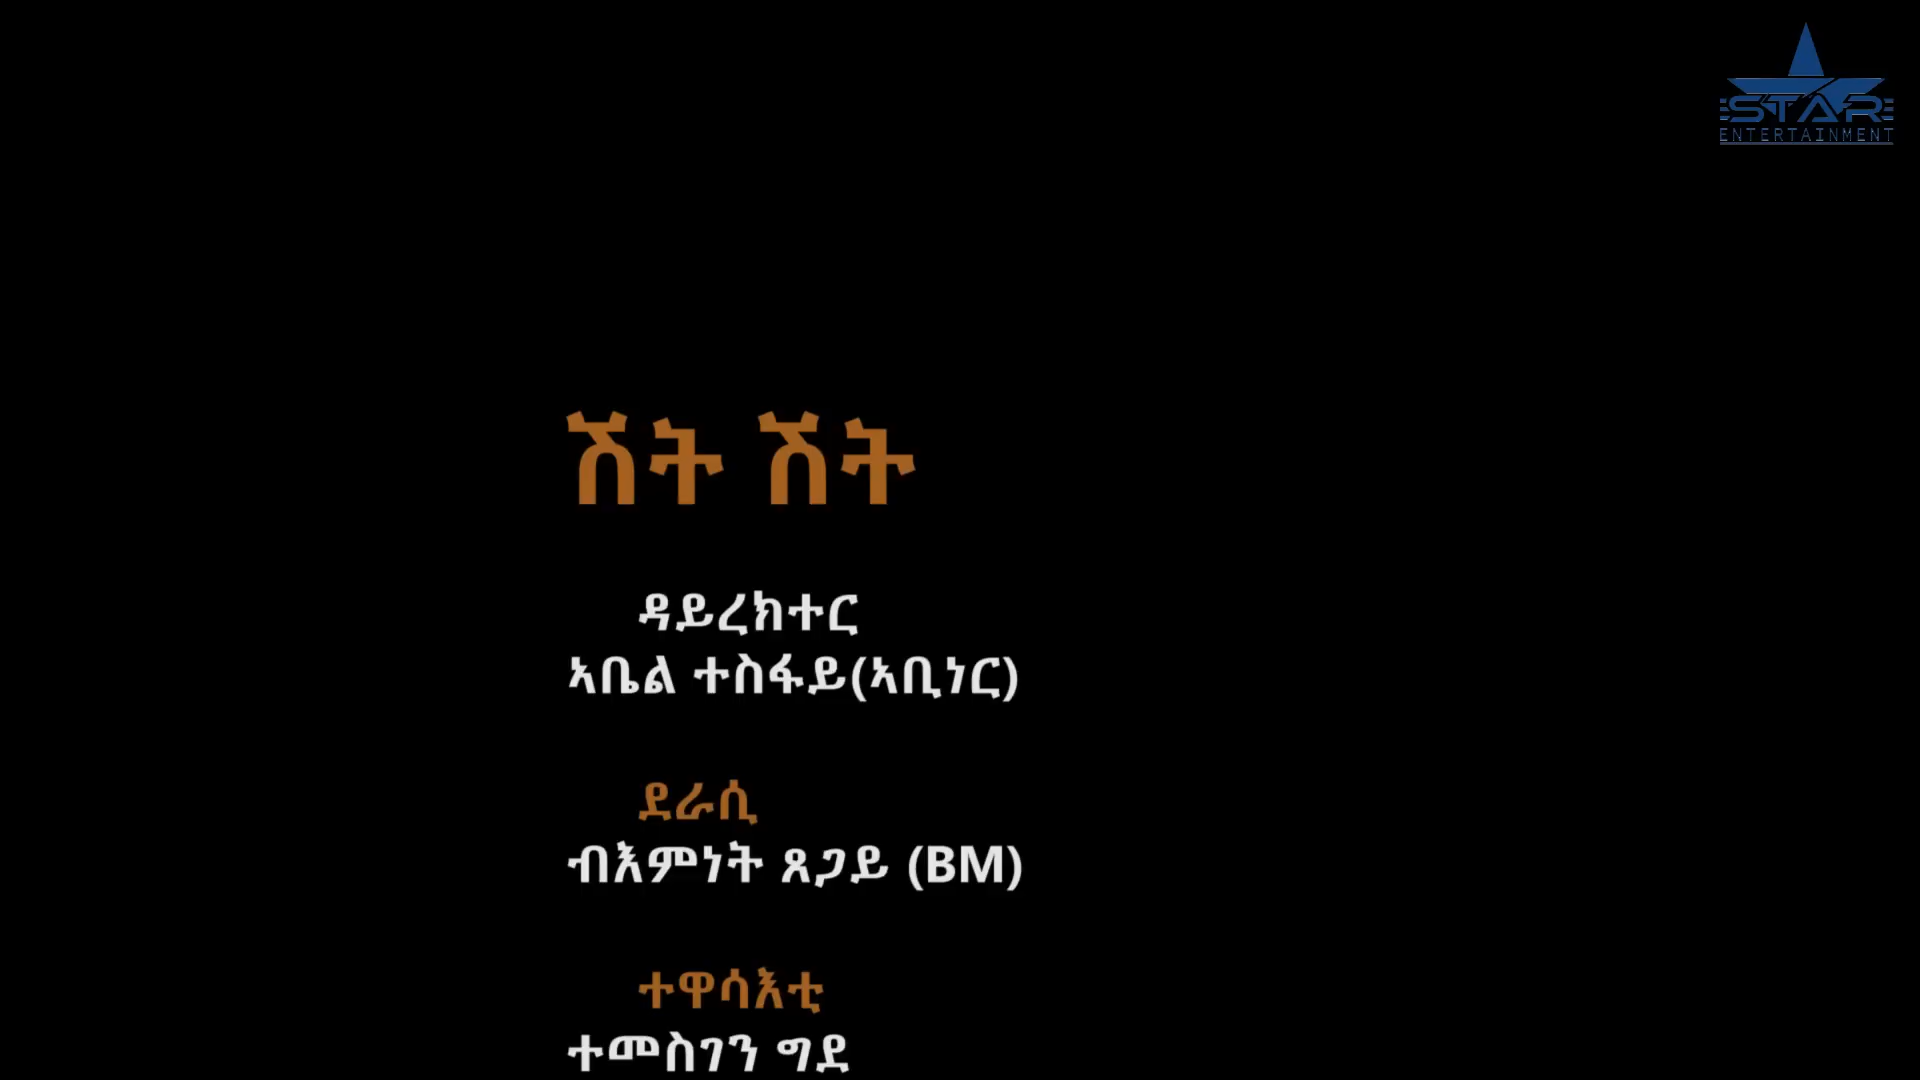 STAR
ENTERTAINMENT
ሽት ሽት
ዳይረክተር
ኣቤል ተስፋይ(ኣቢነር)
ደራሲ
ብእምነት ጸጋይ (BM)
ተዋሳእቲ
ተመስገን ግደ